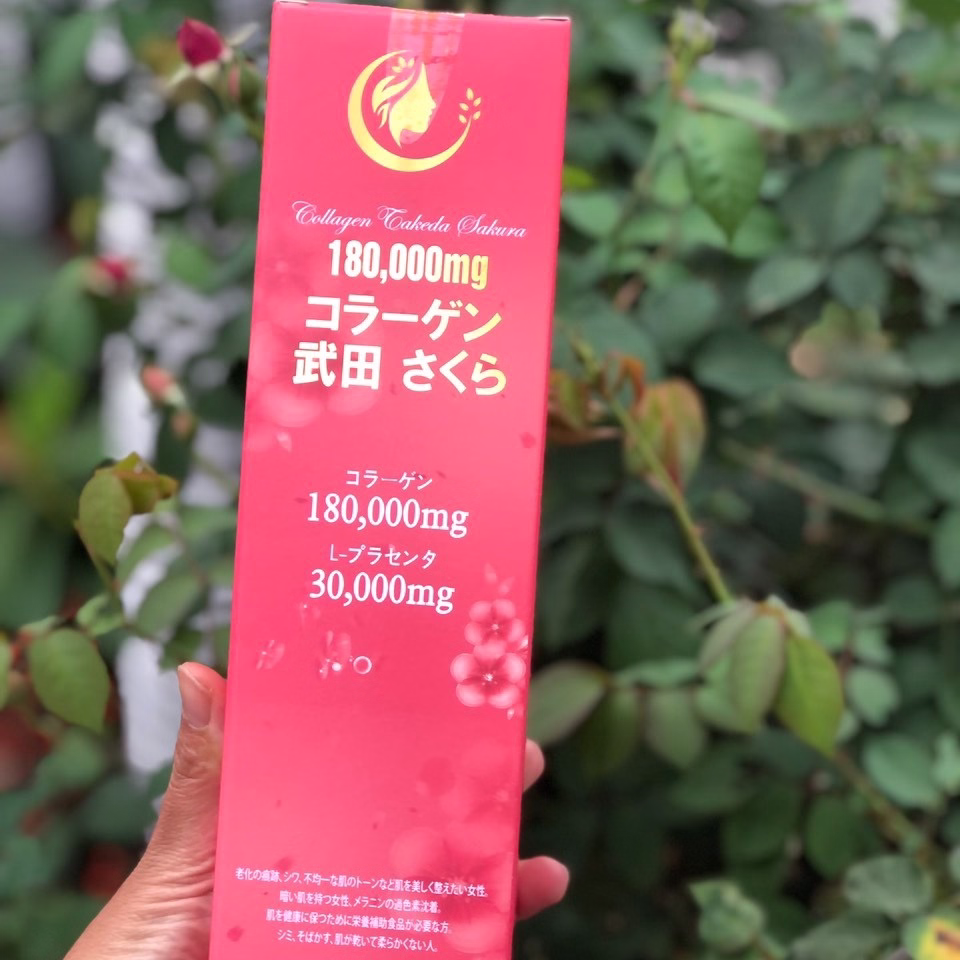 Collagen Takeda Sakura
180,000mg
コラーゲン
武田 さくら
コラーゲン
180,000mg
L-プラセンタ
30,000mg
老化の痕跡、シワ、不均一な肌のトーンなど肌を美しく整えたい女性。
暗い肌を持つ女性、メラニンの過色素沈着。
肌を健康に保つために栄養補助食品が必要な方。
シミ、そばかす、肌が乾いて柔らかくない人。